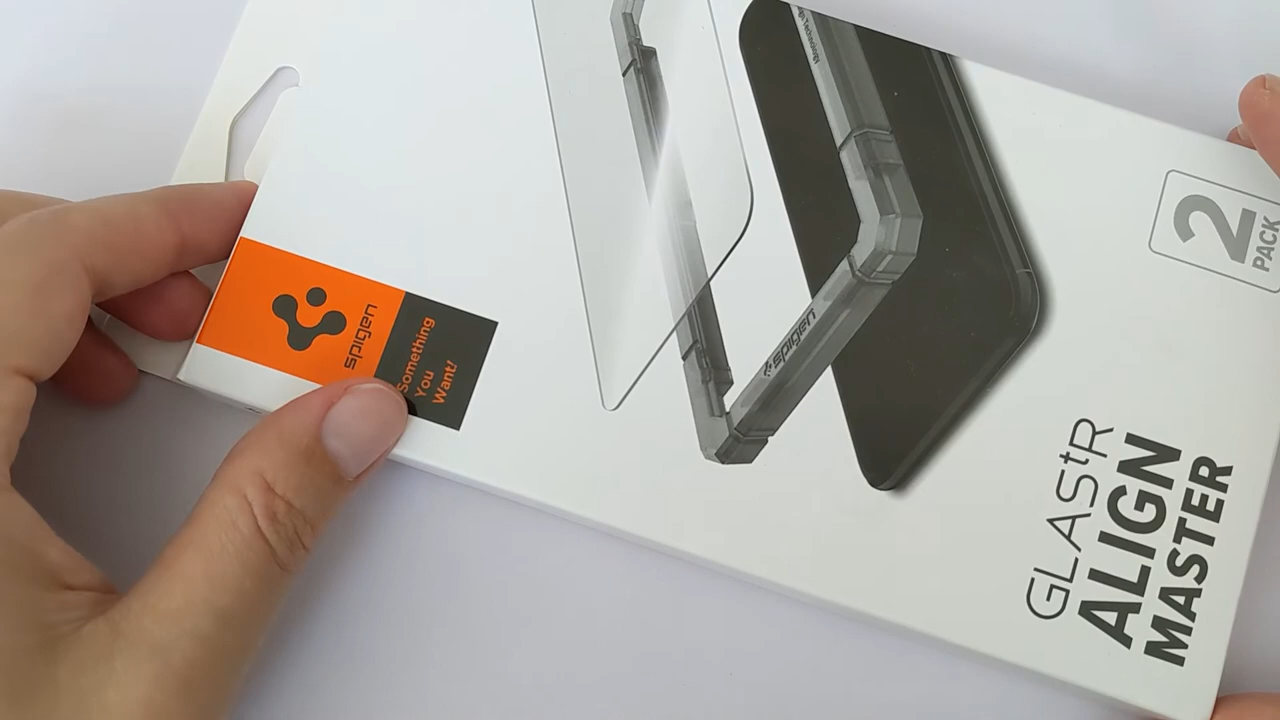 spigen
Something
You
Want!
spigen
2
PACK
GLAStR
ALIGN
MASTER